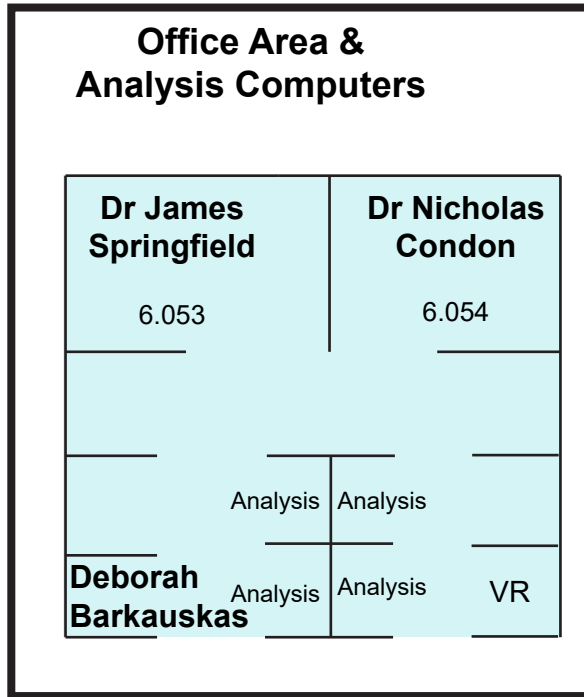 Office Area &
Analysis Computers
Dr James
Springfield
6.053
Dr Nicholas
Condon
6.054
Analysis
Analysis
Deborah
Barkauskas
Analysis
Analysis
VR